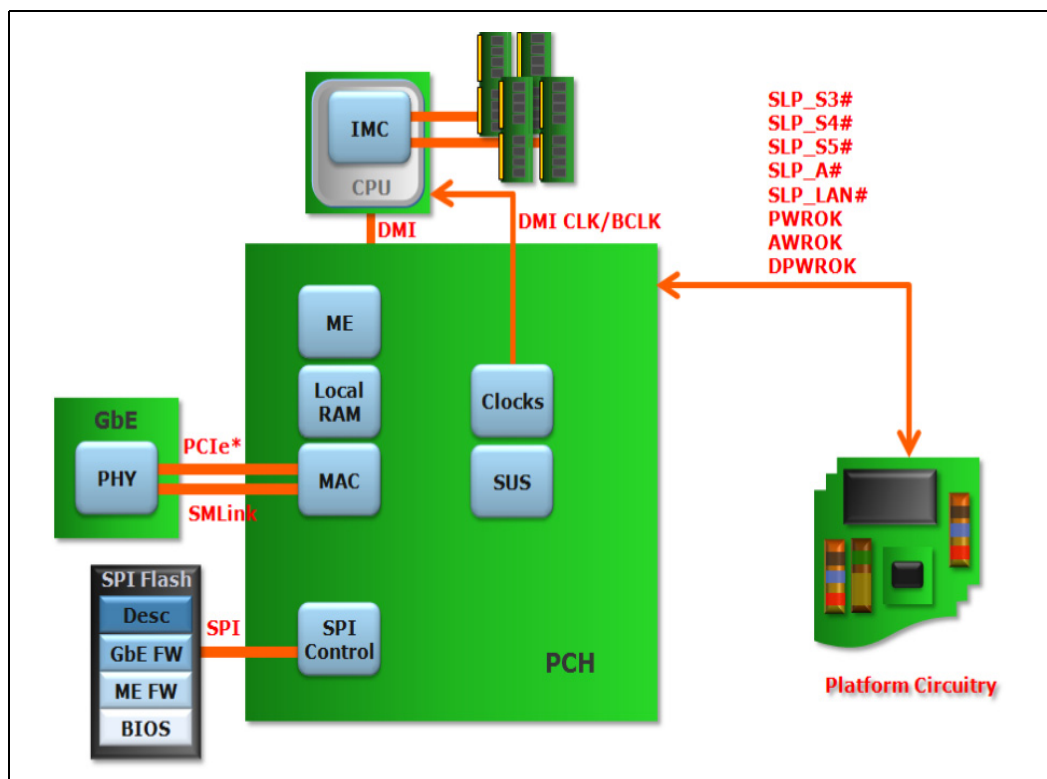 IMC
CPU
SLP_S3#
SLP_S4#
SLP_S5#
SLP_A#
SLP_LAN#
PWROK
AWROK
DPWROK
DMI
DMI CLK/BCLK
ME
Local
RAM
Clocks
GbE
PHY
PCIe*
SMLink
MAC
SUS
SPI Flash
Desc
GbE FW
ME FW
BIOS
SPI
SPI
Control
PCH
Platform Circuitry